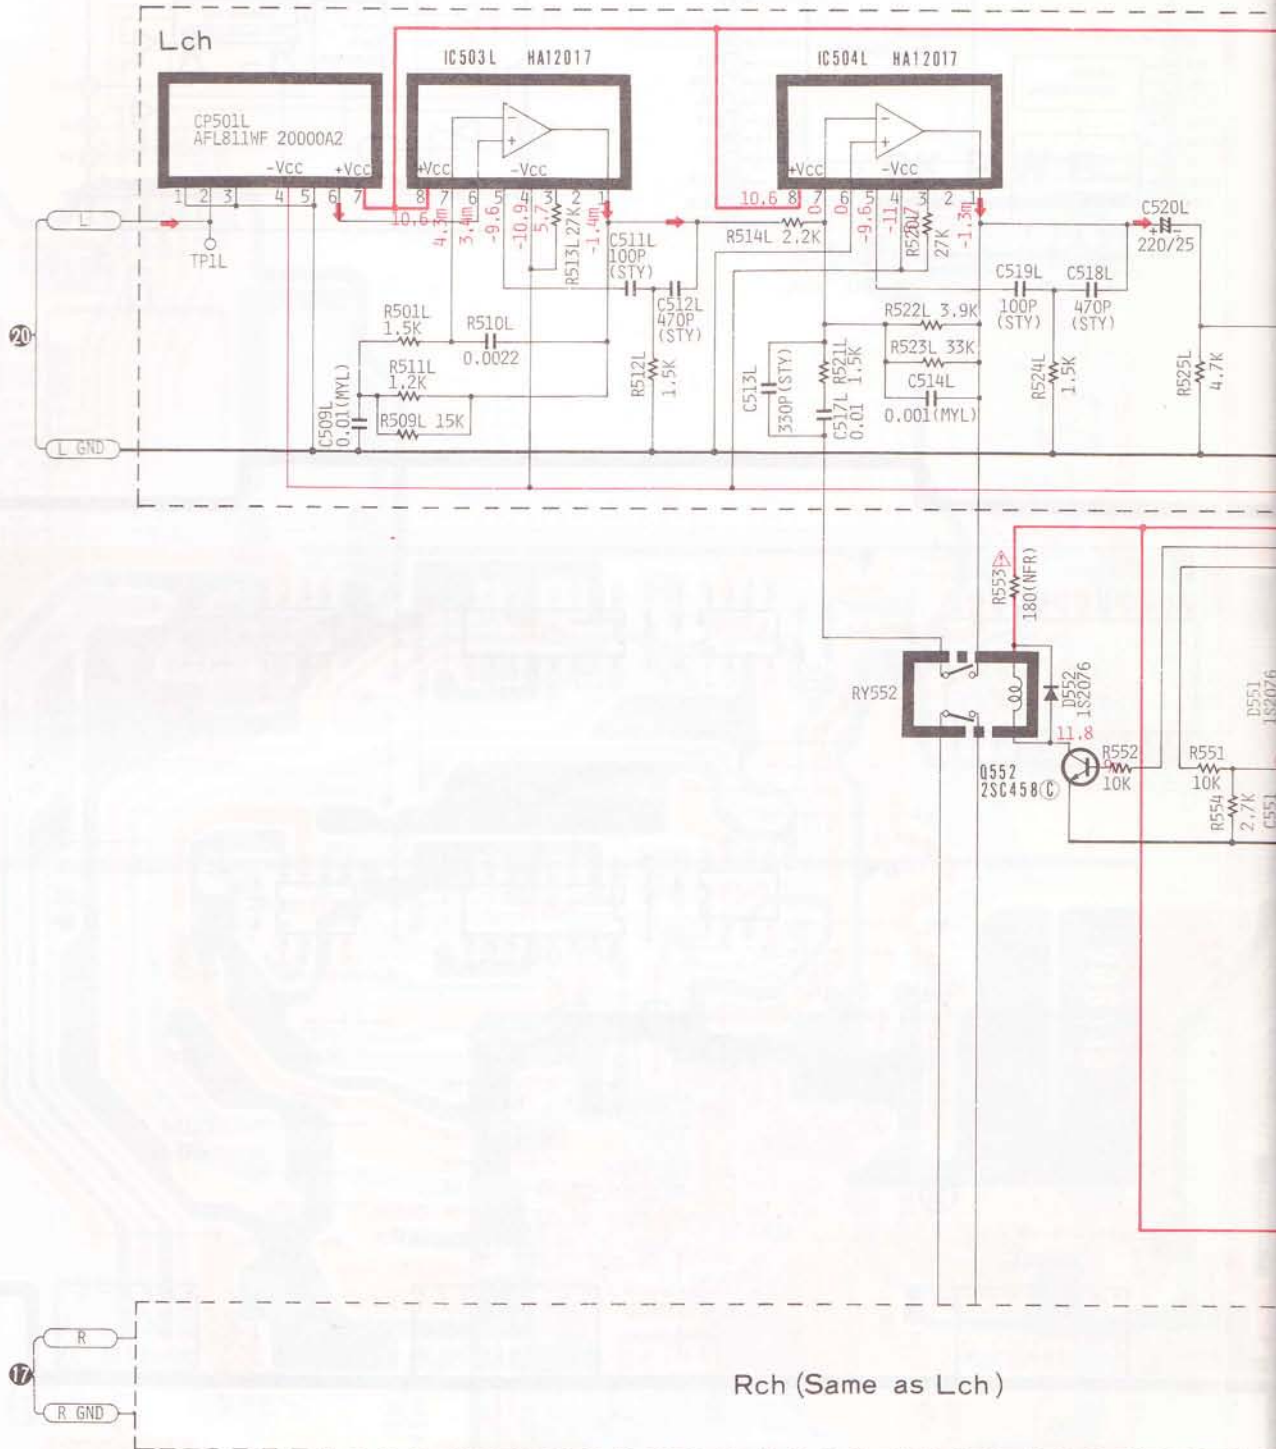 Lch
IC503L HA12017
IC504L HA12017
CP501L
AFL811WF 20000A2
-Vcc
+Vcc
+Vcc
-Vcc
+Vcc
-Vcc
1 2 3 4 5 6 7
8 7 6 5 4 3 2 1
8 7 6 5 4 3 2 1
10.6
4.3m
3.4m
-9.6
-10.9
5.7
-1.4m
10.6
0
0
-9.6
-11
-1.3m
L
TP1L
R513L 27K
C511L
100P
(STY)
R514L 2.2K
27K
C520L
220/25
C512L
470P
(STY)
C519L
100P
(STY)
C518L
470P
(STY)
20
R501L
1.5K
R510L
0.0022
R511L
1.2K
R509L 15K
C509L
0.01(MYL)
R512L
1.5K
C513L
330P(STY)
R521L
1.5K
C517L
0.01
R522L 3.9K
R523L 33K
C514L
0.001(MYL)
R524L
1.5K
R525L
4.7K
L GND
R553
180(NFR)
RY552
D552
1S2076
D551
1S2076
11.8
Q552
2SC458Ⓒ
R552
10K
R551
10K
R554
2.7K
C551
R
17
R GND
Rch (Same as Lch)